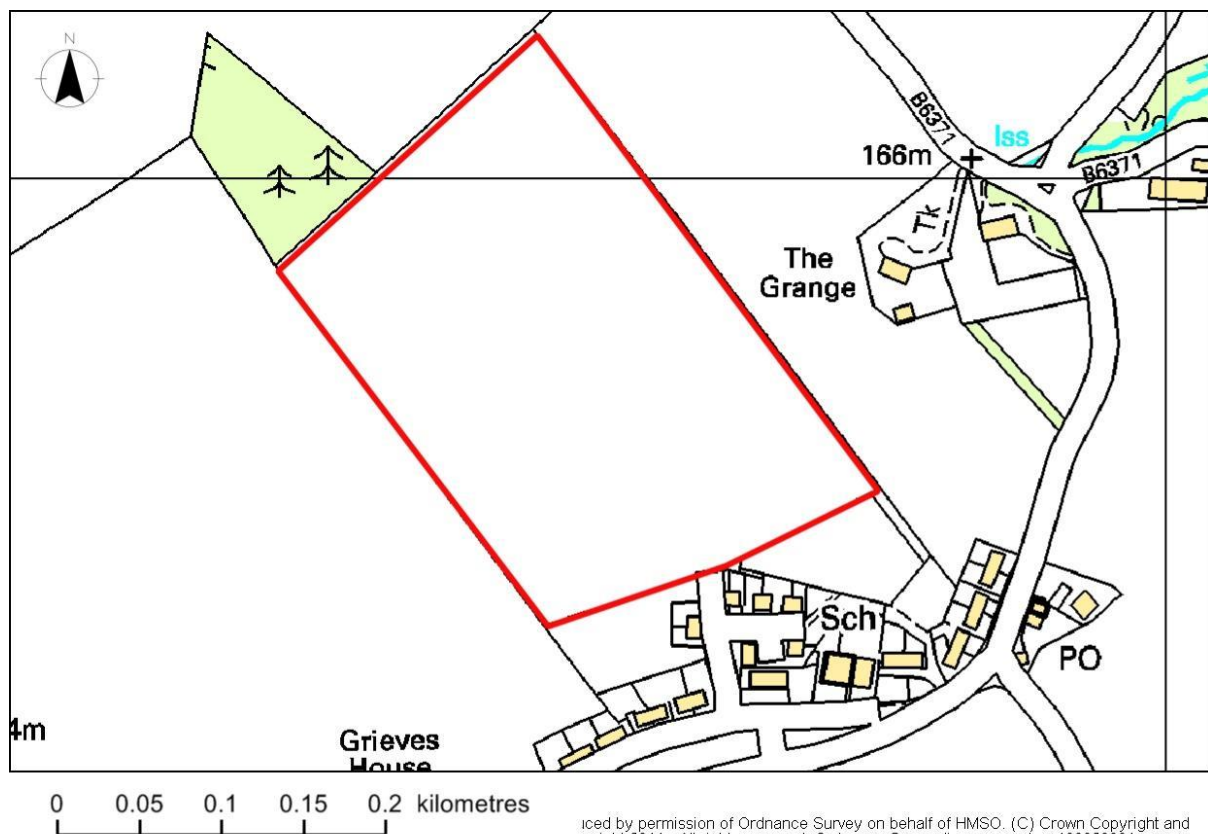 N
B6371
Iss
166m
B6371
Tk
The
Grange
Sch
PO
4m
Grieves
House
0 0.05 0.1 0.15 0.2 kilometres
iced by permission of Ordnance Survey on behalf of HMSO. (C) Crown Copyright and